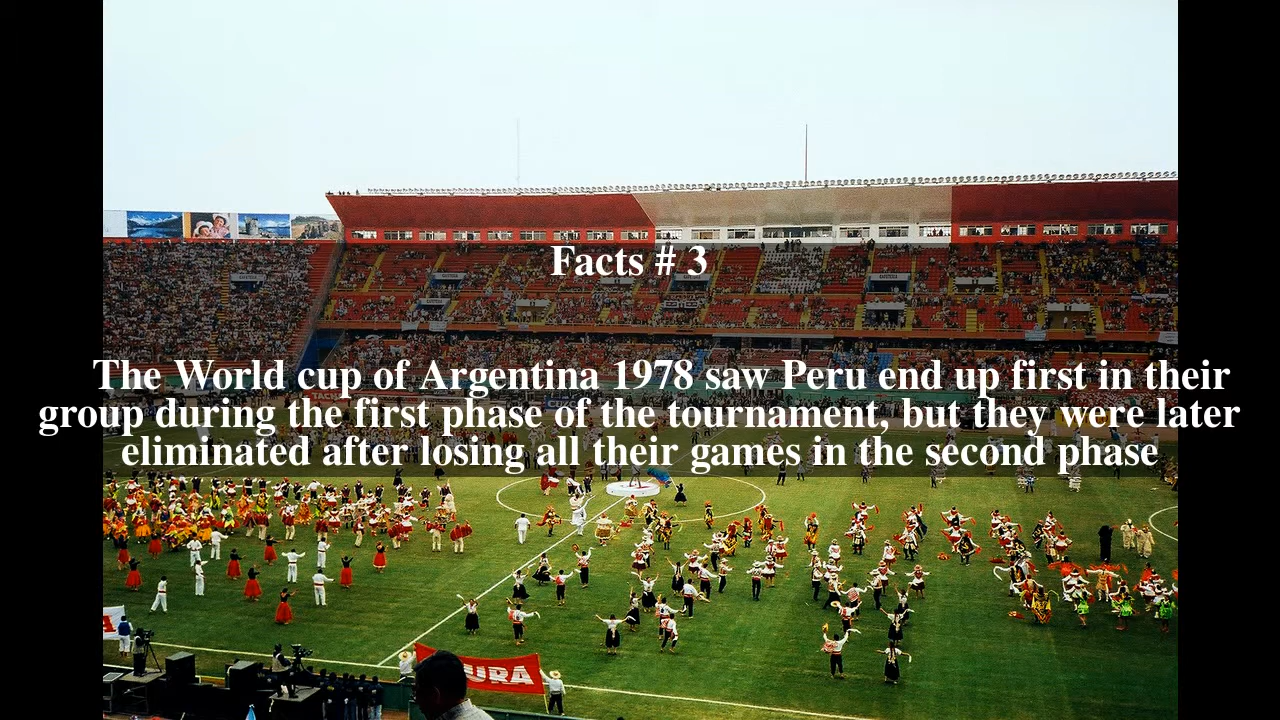 Facts # 3
The World cup of Argentina 1978 saw Peru end up first in their
group during the first phase of the tournament, but they were later
eliminated after losing all their games in the second phase
URA